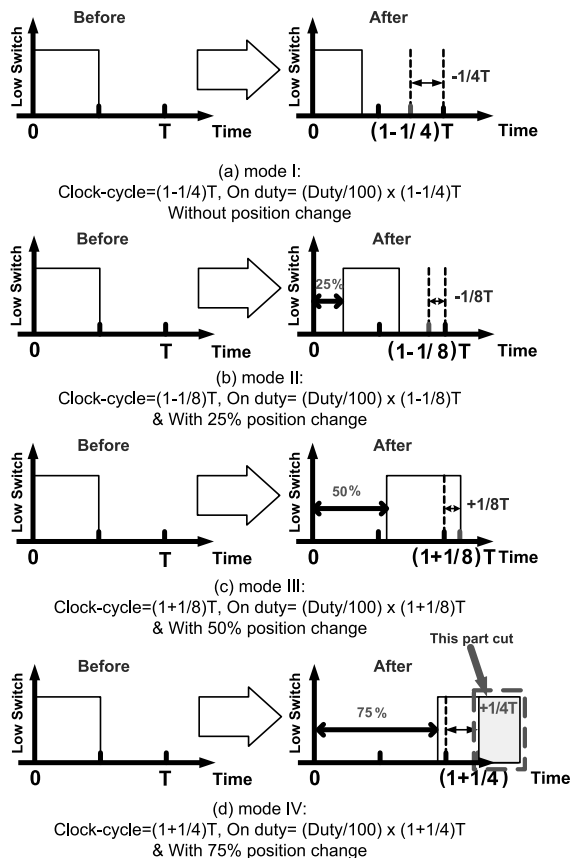 Before
After
Low Switch
0
T
Time
Low Switch
-1/4T
(1-1/4)T
Time
(a) mode I:
Clock-cycle=(1-1/4)T, On duty= (Duty/100) x (1-1/4)T
Without position change
Before
After
Low Switch
0
T
Time
Low Switch
25%
-1/8T
0
(1-1/8)T
Time
(b) mode II:
Clock-cycle=(1-1/8)T, On duty= (Duty/100) x (1-1/8)T
& With 25% position change
Before
After
Low Switch
0
T
Time
Low Switch
50%
+1/8T
0
(1+1/8)T
Time
(c) mode III:
Clock-cycle=(1+1/8)T, On duty= (Duty/100) x (1+1/8)T
& With 50% position change
This part cut
Before
After
Low Switch
0
T
Time
Low Switch
75%
+1/4T
0
(1+1/4)
Time
(d) mode IV:
Clock-cycle=(1+1/4)T, On duty= (Duty/100) x (1+1/4)T
& With 75% position change